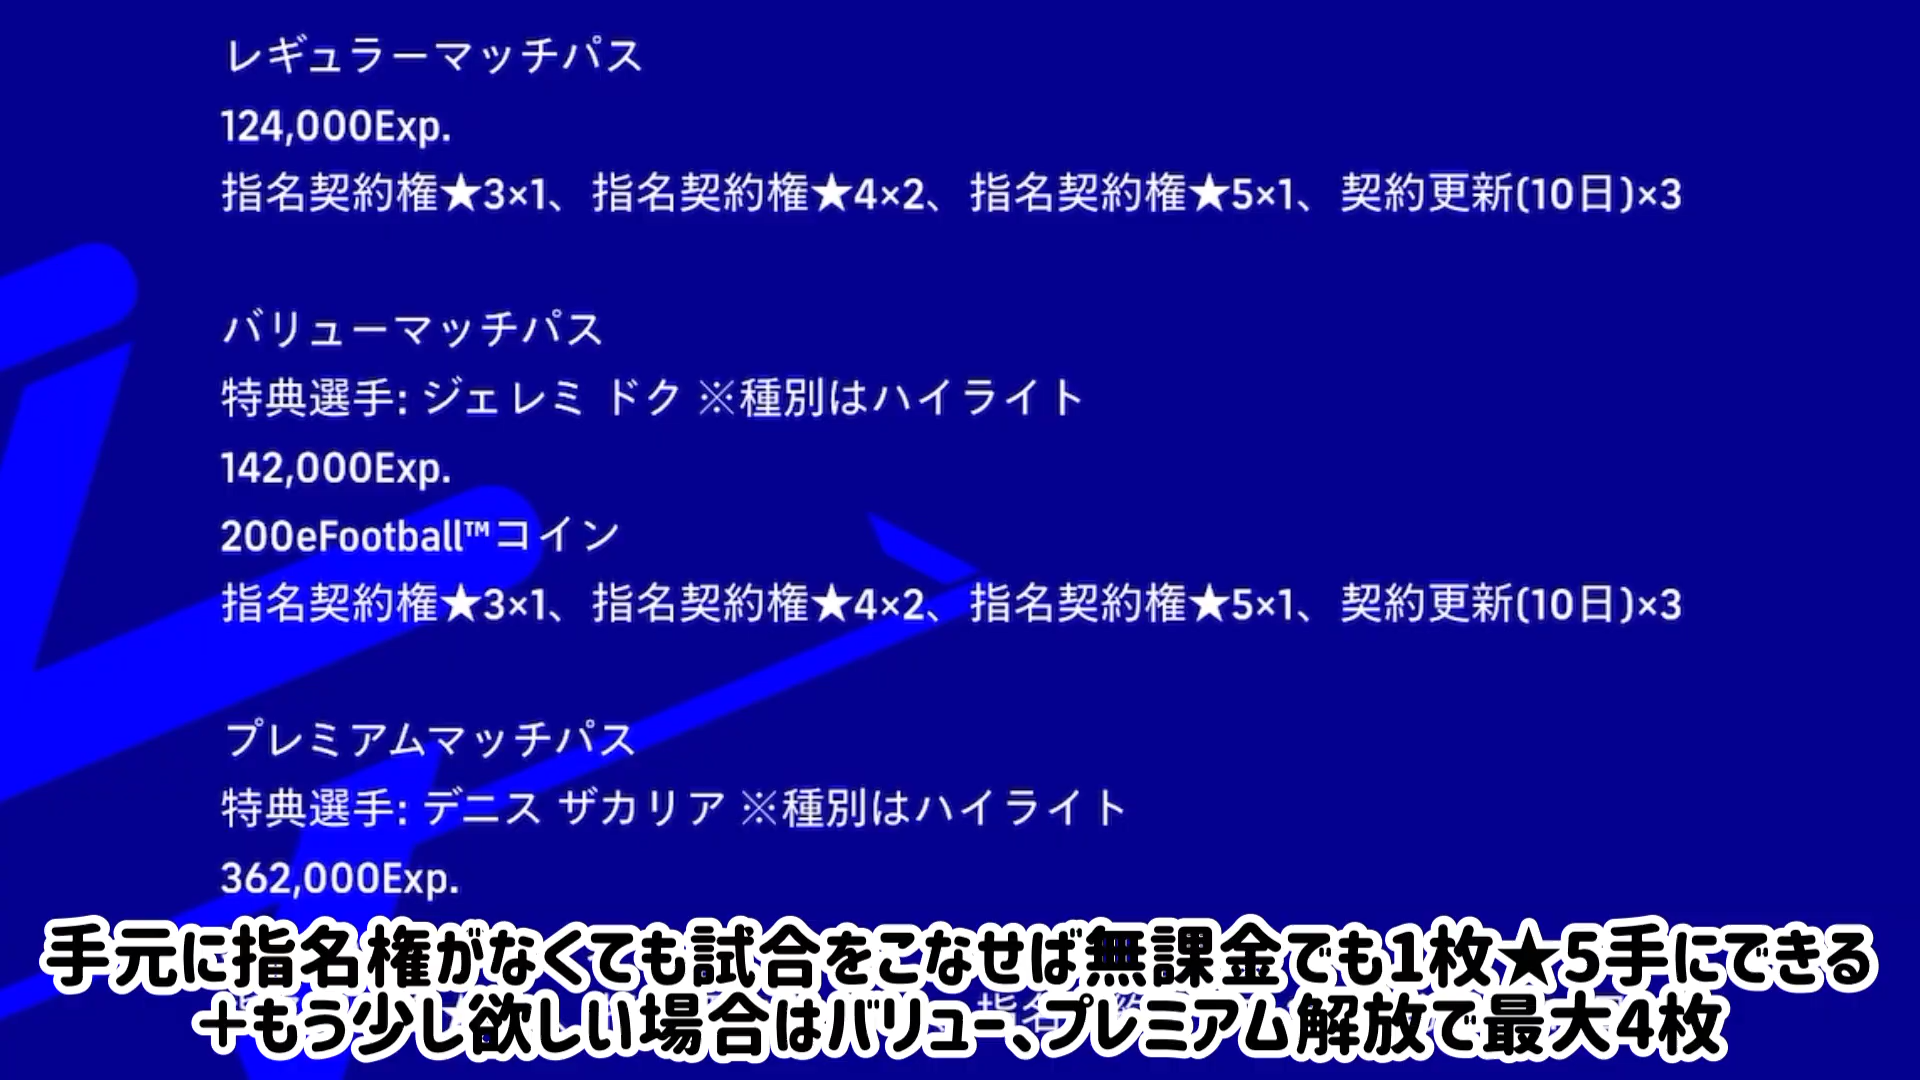 レギュラーマッチパス
124,000Exp.
指名契約権★3×1、指名契約権★4×2、指名契約権★5×1、契約更新(10日)×3
バリューマッチパス
特典選手: ジェレミ ドク ※種別はハイライト
142,000Exp.
200eFootball™コイン
指名契約権★3×1、指名契約権★4×2、指名契約権★5×1、契約更新(10日)×3
プレミアムマッチパス
特典選手: デニス ザカリア ※種別はハイライト
362,000Exp.
手元に指名権がなくても試合をこなせば無課金でも1枚★5手にできる
＋もう少し欲しい場合はバリュー、プレミアム解放で最大4枚